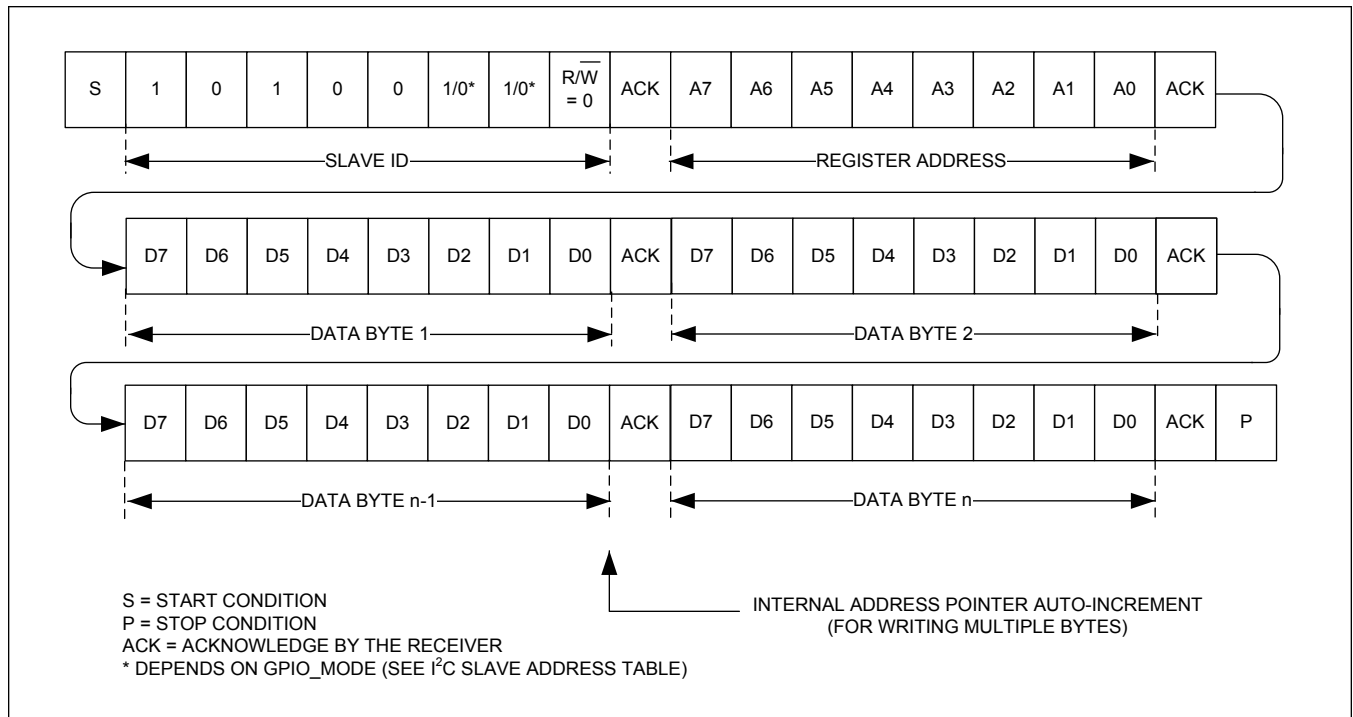 S 1 0 1 0 0 1/0* 1/0* R/W̅ = 0 ACK A7 A6 A5 A4 A3 A2 A1 A0 ACK
SLAVE ID REGISTER ADDRESS
D7 D6 D5 D4 D3 D2 D1 D0 ACK D7 D6 D5 D4 D3 D2 D1 D0 ACK
DATA BYTE 1 DATA BYTE 2
D7 D6 D5 D4 D3 D2 D1 D0 ACK D7 D6 D5 D4 D3 D2 D1 D0 ACK P
DATA BYTE n-1 DATA BYTE n
S = START CONDITION
P = STOP CONDITION
ACK = ACKNOWLEDGE BY THE RECEIVER
* DEPENDS ON GPIO_MODE (SEE I²C SLAVE ADDRESS TABLE)
INTERNAL ADDRESS POINTER AUTO-INCREMENT
(FOR WRITING MULTIPLE BYTES)